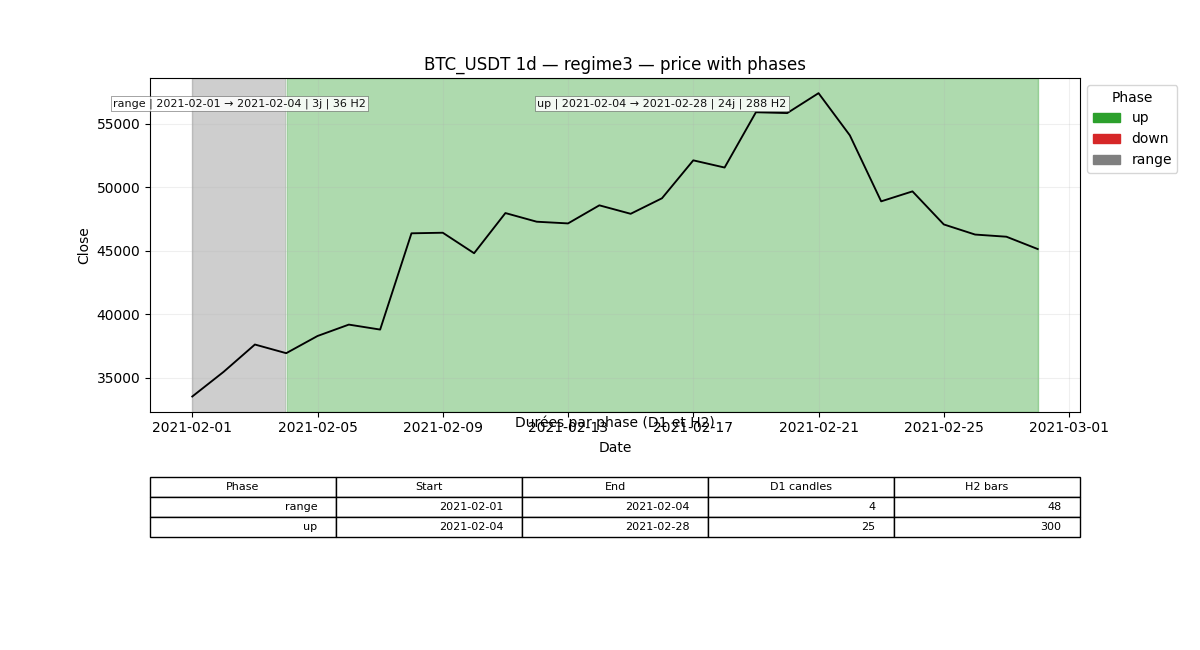 BTC_USDT 1d — regime3 — price with phases
range | 2021-02-01 → 2021-02-04 | 3j | 36 H2
up | 2021-02-04 → 2021-02-28 | 24j | 288 H2
Phase
up
down
range
Close
55000
50000
45000
40000
35000
2021-02-01 2021-02-05 2021-02-09 2021-02-13 2021-02-17 2021-02-21 2021-02-25 2021-03-01
Durées par phase (D1 et H2)
Date
Phase Start End D1 candles H2 bars
range 2021-02-01 2021-02-04 4 48
up 2021-02-04 2021-02-28 25 300